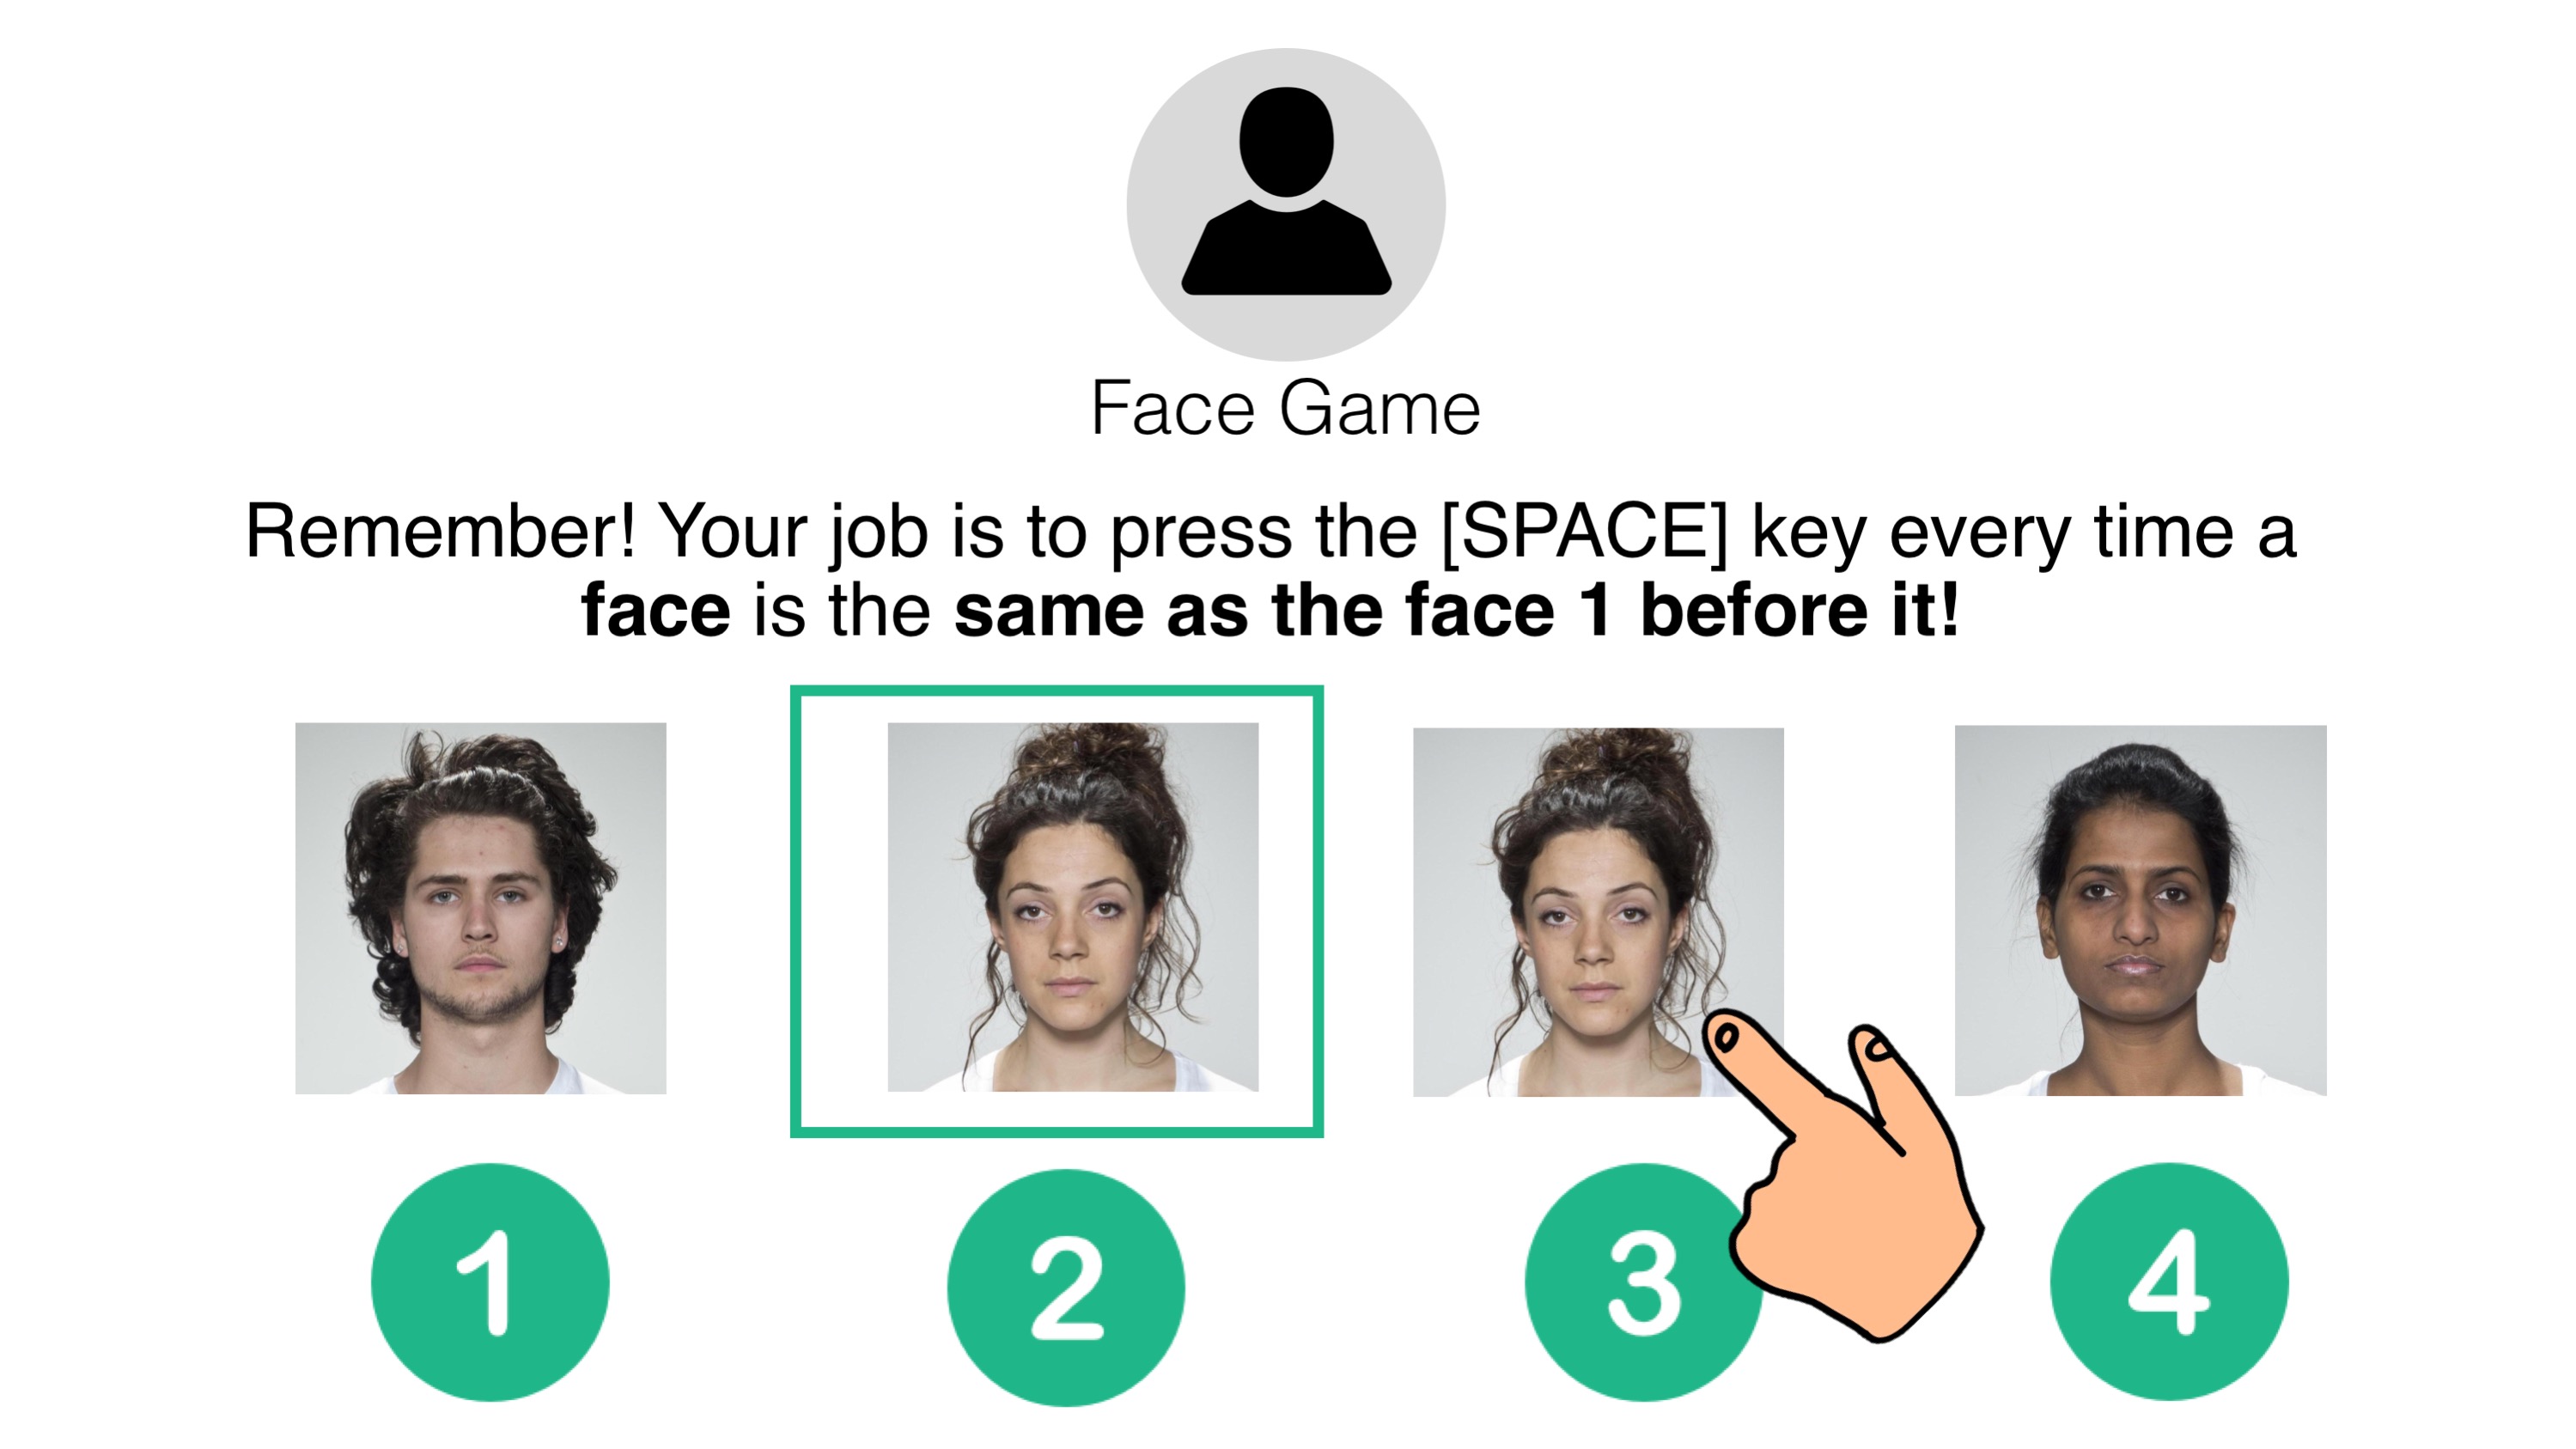 Face Game
Remember! Your job is to press the [SPACE] key every time a
face is the same as the face 1 before it!
1 2 3 4